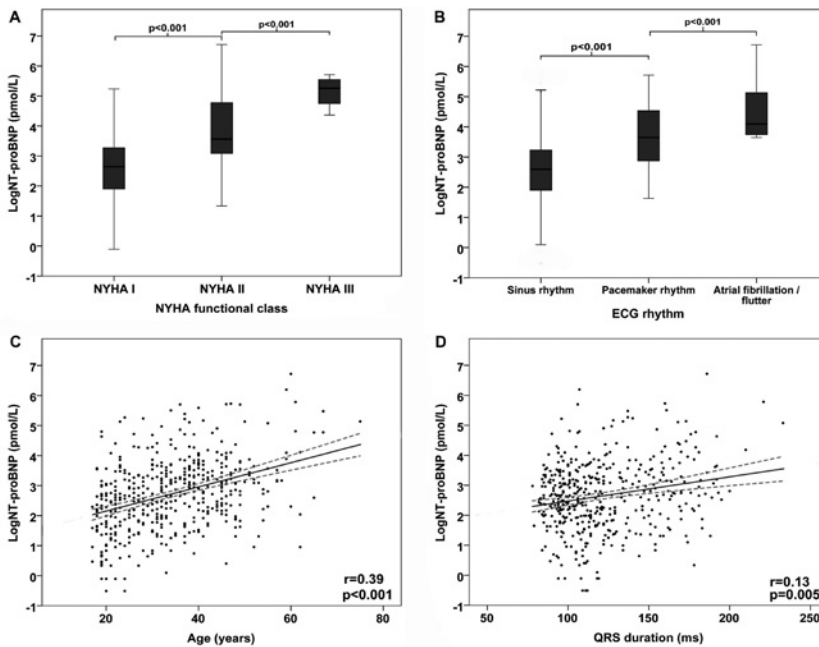 A
p<0.001
p<0.001
LogNT-proBNP (pmol/L)
7
6
5
4
3
2
1
0
-1
NYHA I
NYHA II
NYHA III
NYHA functional class
B
p<0.001
p<0.001
LogNT-proBNP (pmol/L)
7
6
5
4
3
2
1
0
-1
Sinus rhythm
Pacemaker rhythm
Atrial fibrillation /
flutter
ECG rhythm
C
LogNT-proBNP (pmol/L)
7
6
5
4
3
2
1
0
-1
r=0.39
p<0.001
20
40
60
80
Age (years)
D
LogNT-proBNP (pmol/L)
7
6
5
4
3
2
1
0
-1
r=0.13
p=0.005
50
100
150
200
250
QRS duration (ms)